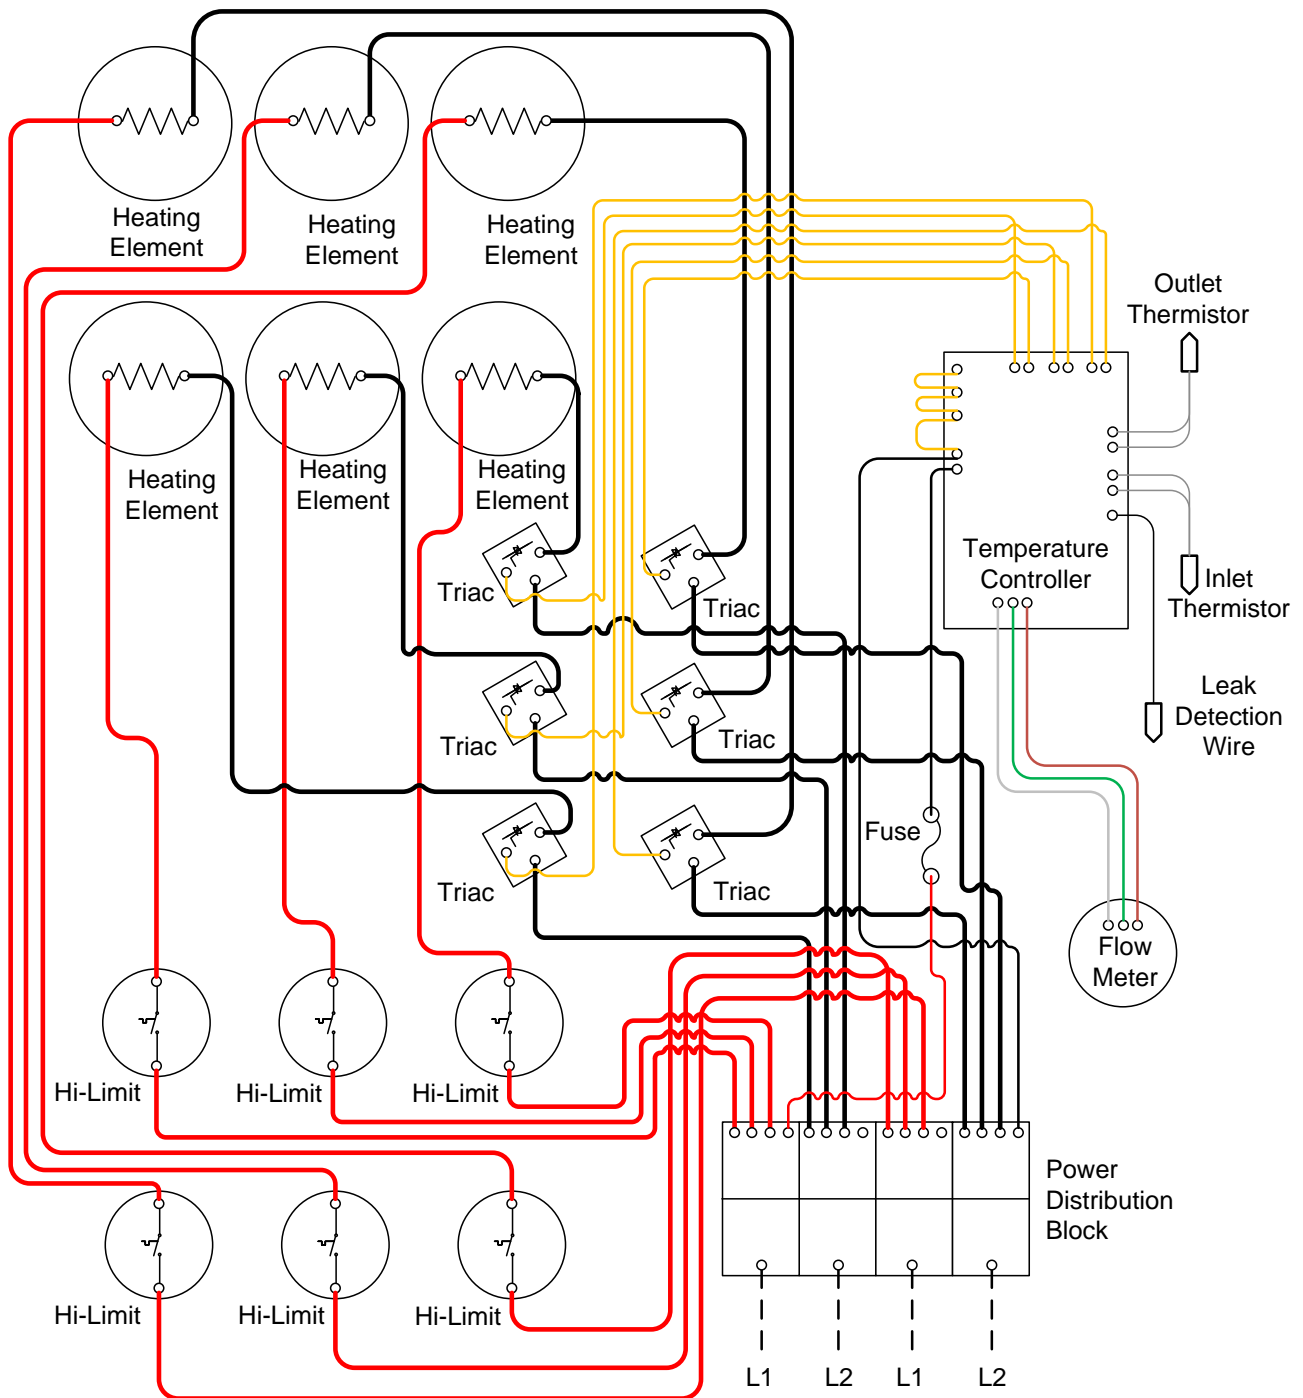 Heating
Element
Heating
Element
Heating
Element
Outlet
Thermistor
Heating
Element
Heating
Element
Heating
Element
Temperature
Controller
Inlet
Thermistor
Triac
Triac
Leak
Detection
Wire
Triac
Triac
Fuse
Triac
Triac
Flow
Meter
Hi-Limit
Hi-Limit
Hi-Limit
Power
Distribution
Block
Hi-Limit
Hi-Limit
Hi-Limit
L1
L2
L1
L2